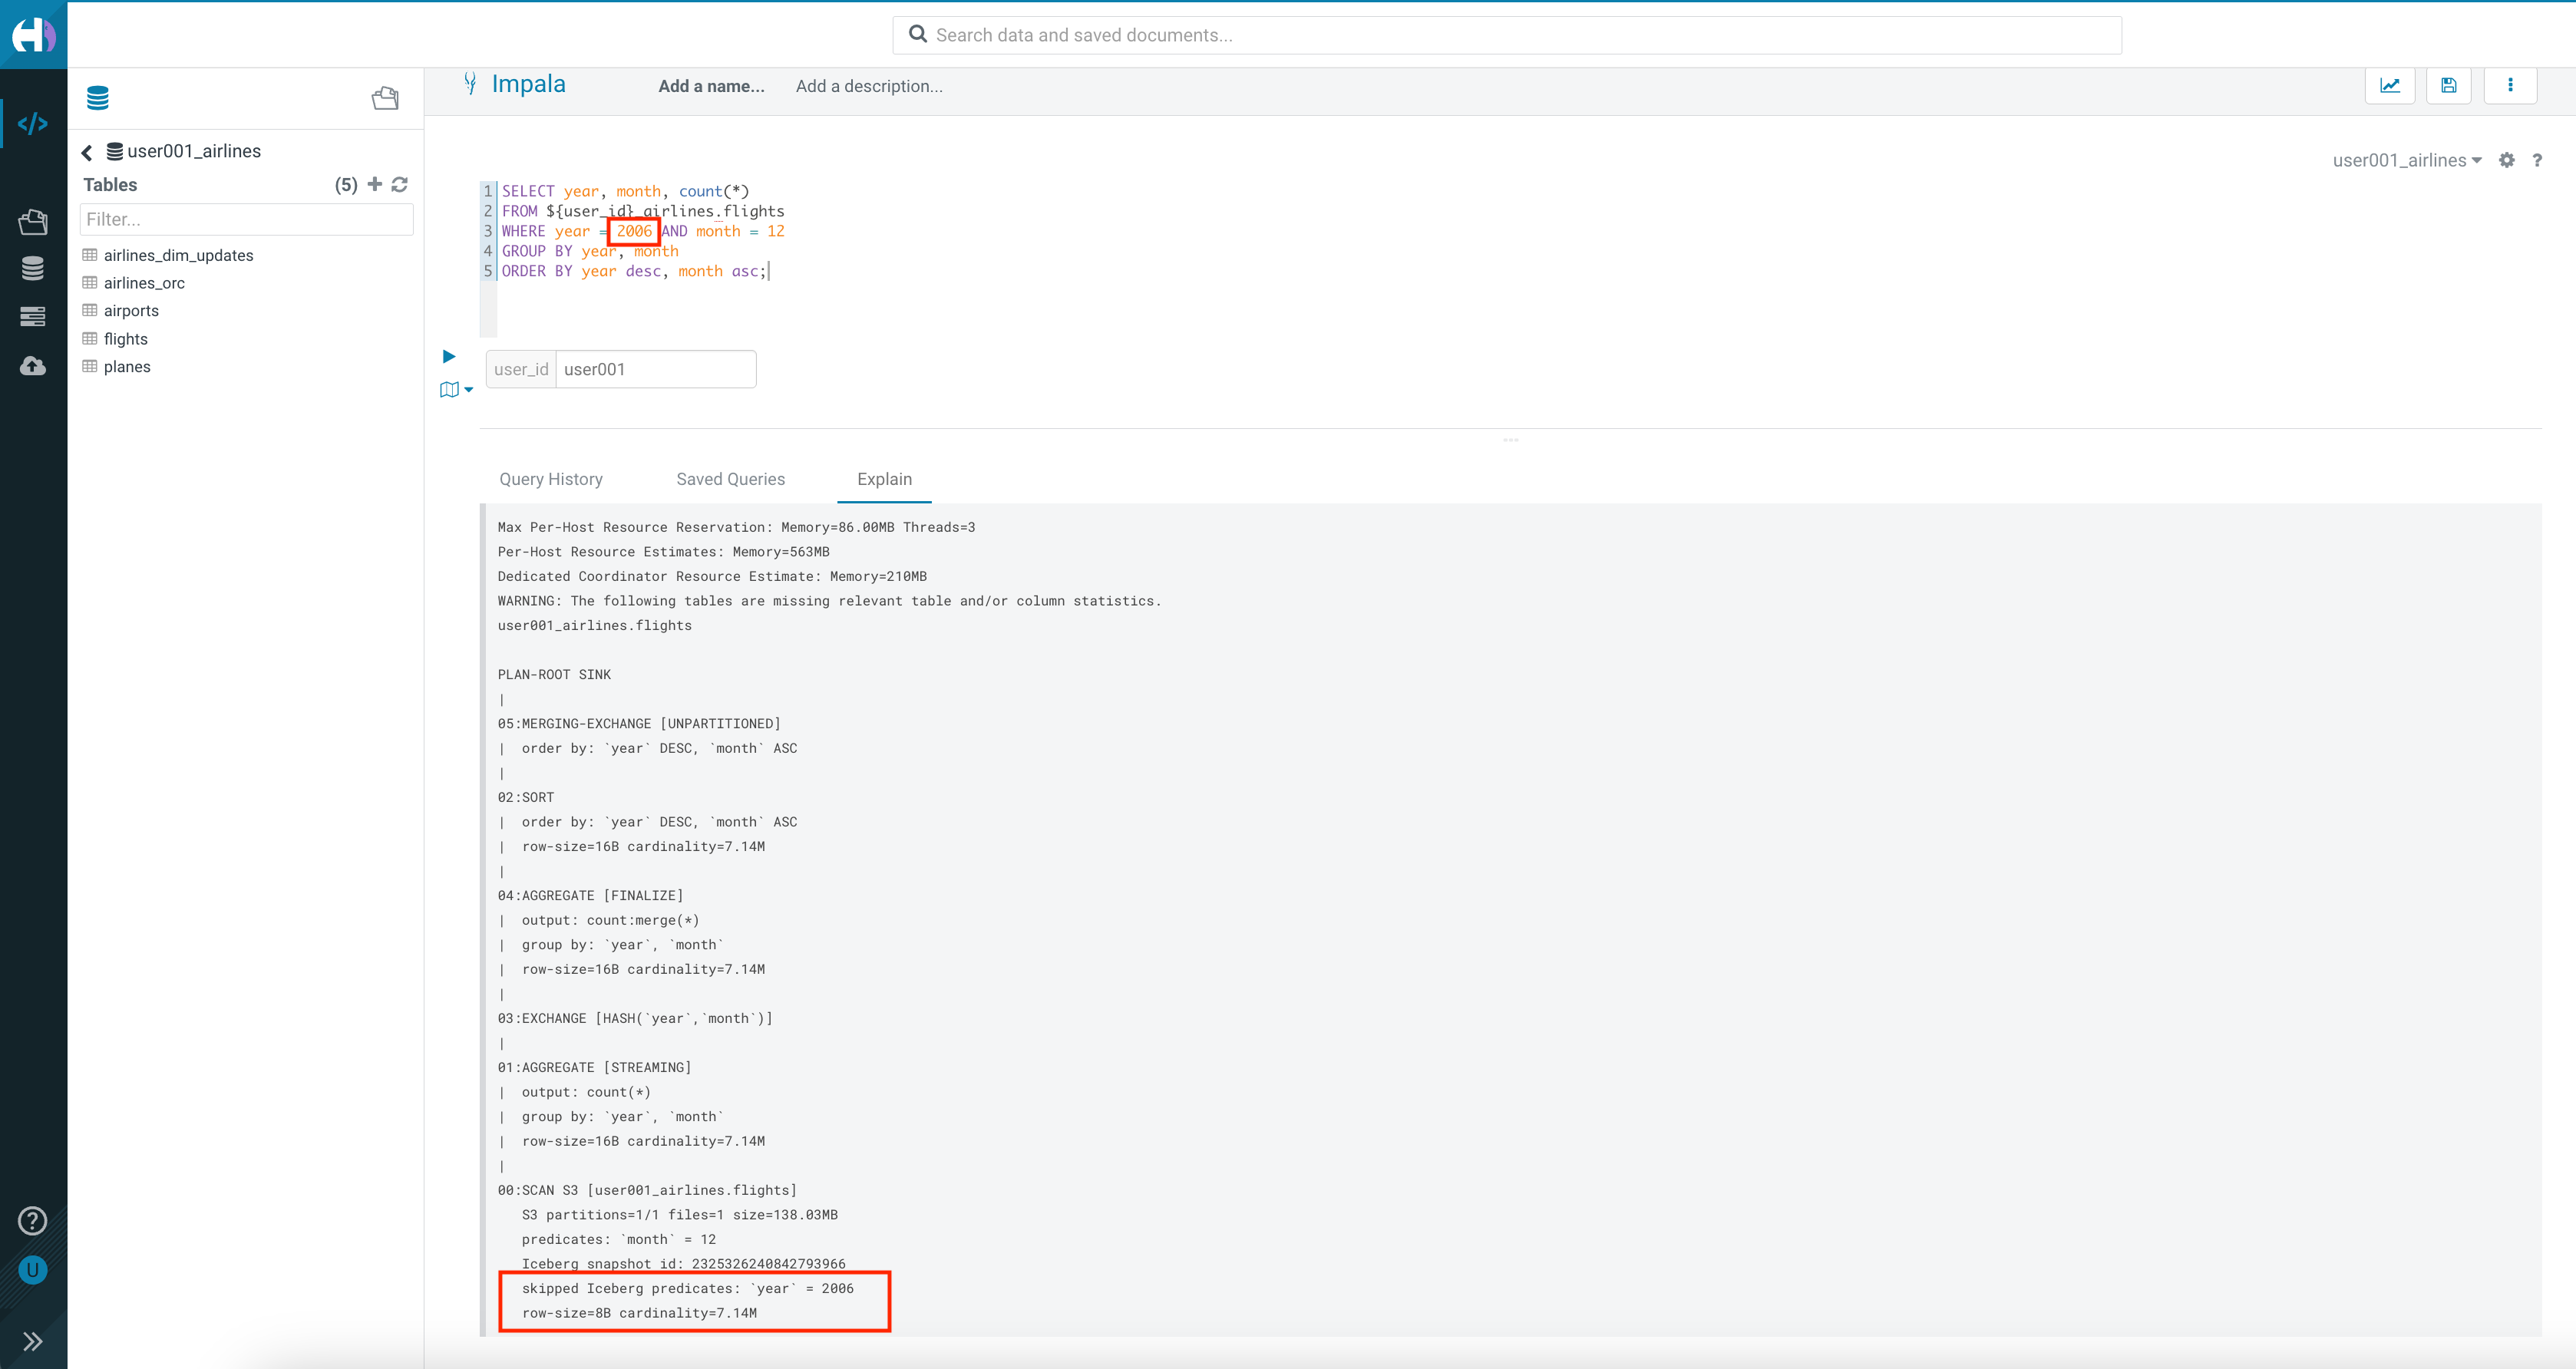 Search data and saved documents...
Impala
Add a name...
Add a description...
user001_airlines
Tables
(5)
Filter...
airlines_dim_updates
airlines_orc
airports
flights
planes
user001_airlines
?
1 SELECT year, month, count(*)
2 FROM ${user_id}_airlines.flights
3 WHERE year = 2006 AND month = 12
4 GROUP BY year, month
5 ORDER BY year desc, month asc;
user_id
user001
Query History
Saved Queries
Explain
Max Per-Host Resource Reservation: Memory=86.00MB Threads=3
Per-Host Resource Estimates: Memory=563MB
Dedicated Coordinator Resource Estimate: Memory=210MB
WARNING: The following tables are missing relevant table and/or column statistics.
user001_airlines.flights
PLAN-ROOT SINK
|
05:MERGING-EXCHANGE [UNPARTITIONED]
|  order by: `year` DESC, `month` ASC
|
02:SORT
|  order by: `year` DESC, `month` ASC
|  row-size=16B cardinality=7.14M
|
04:AGGREGATE [FINALIZE]
|  output: count:merge(*)
|  group by: `year`, `month`
|  row-size=16B cardinality=7.14M
|
03:EXCHANGE [HASH(`year`,`month`)]
|
01:AGGREGATE [STREAMING]
|  output: count(*)
|  group by: `year`, `month`
|  row-size=16B cardinality=7.14M
|
00:SCAN S3 [user001_airlines.flights]
S3 partitions=1/1 files=1 size=138.03MB
predicates: `month` = 12
Iceberg snapshot id: 2325326240842793966
skipped Iceberg predicates: `year` = 2006
row-size=8B cardinality=7.14M
?
U